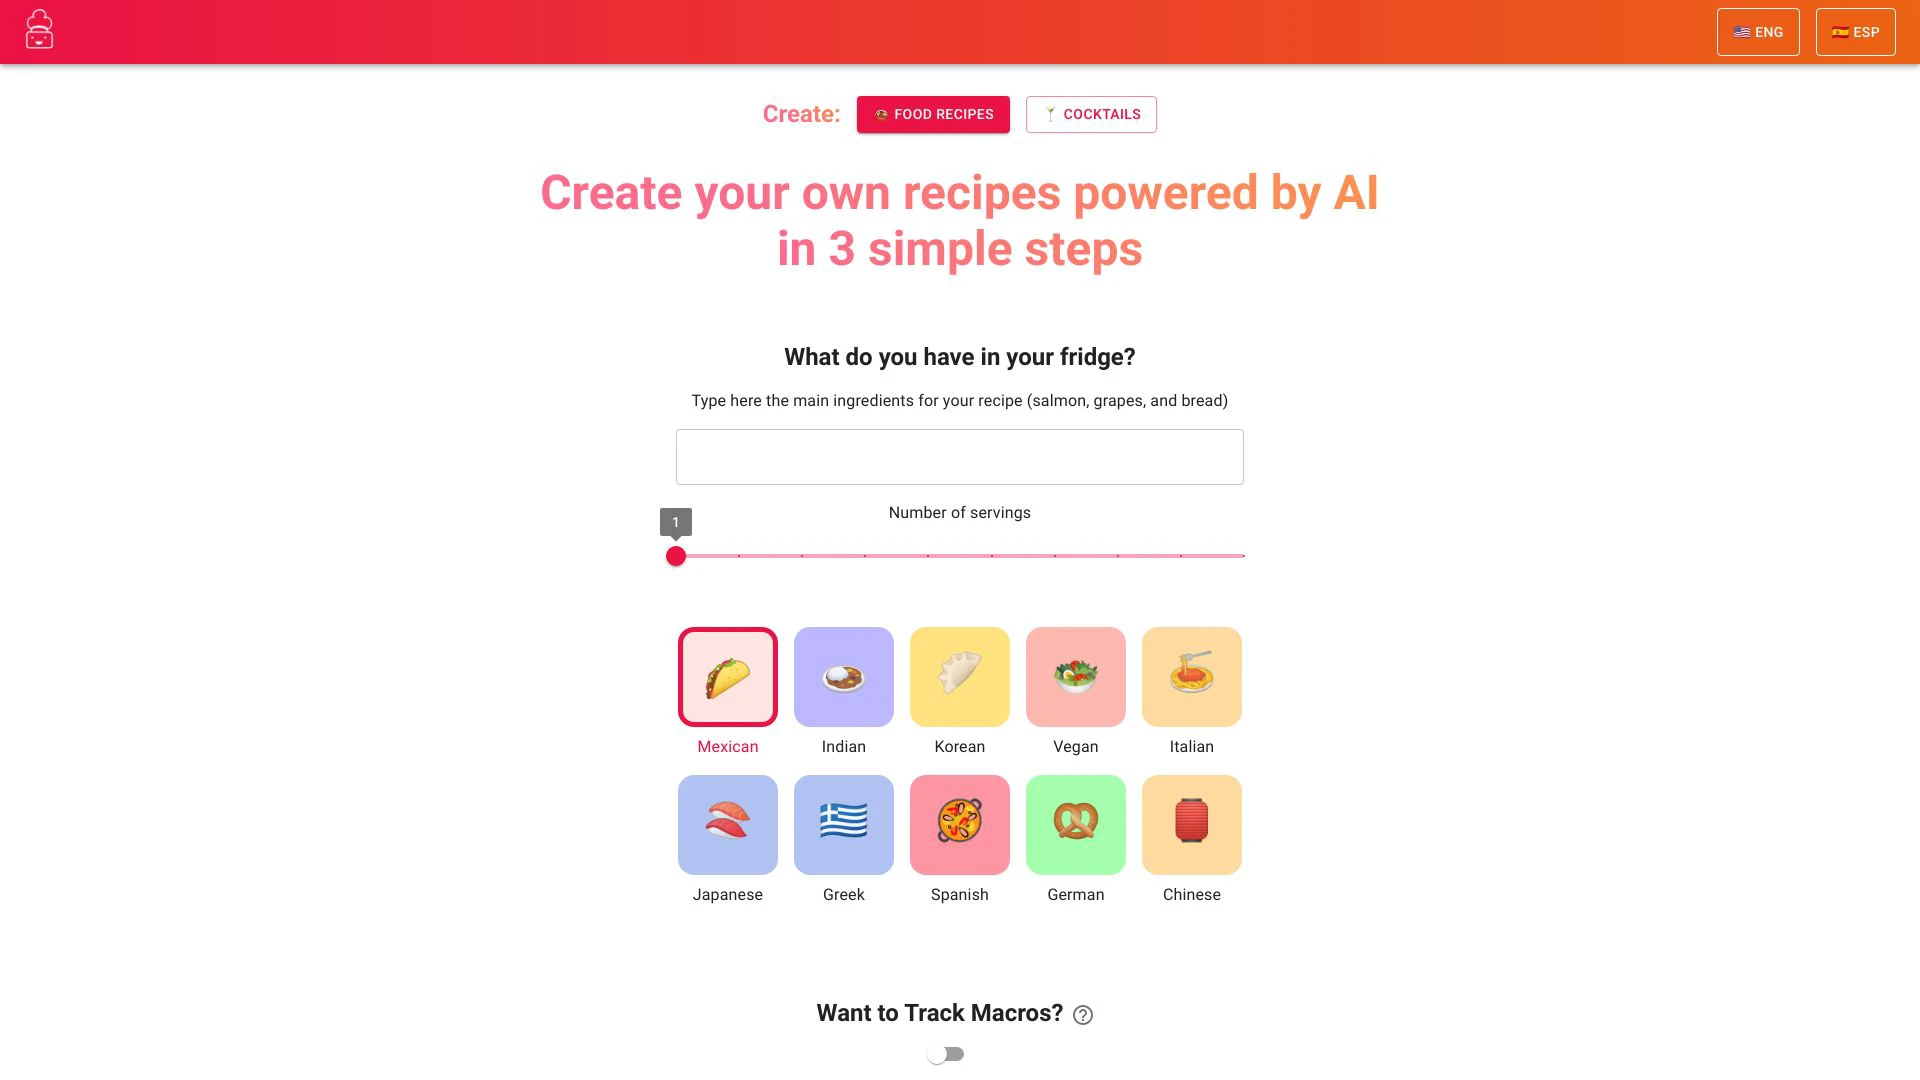 ENG
ESP
Create:
FOOD RECIPES
COCKTAILS
Create your own recipes powered by AI
in 3 simple steps
What do you have in your fridge?
Type here the main ingredients for your recipe (salmon, grapes, and bread)
Number of servings
1
Mexican
Indian
Korean
Vegan
Italian
Japanese
Greek
Spanish
German
Chinese
Want to Track Macros?